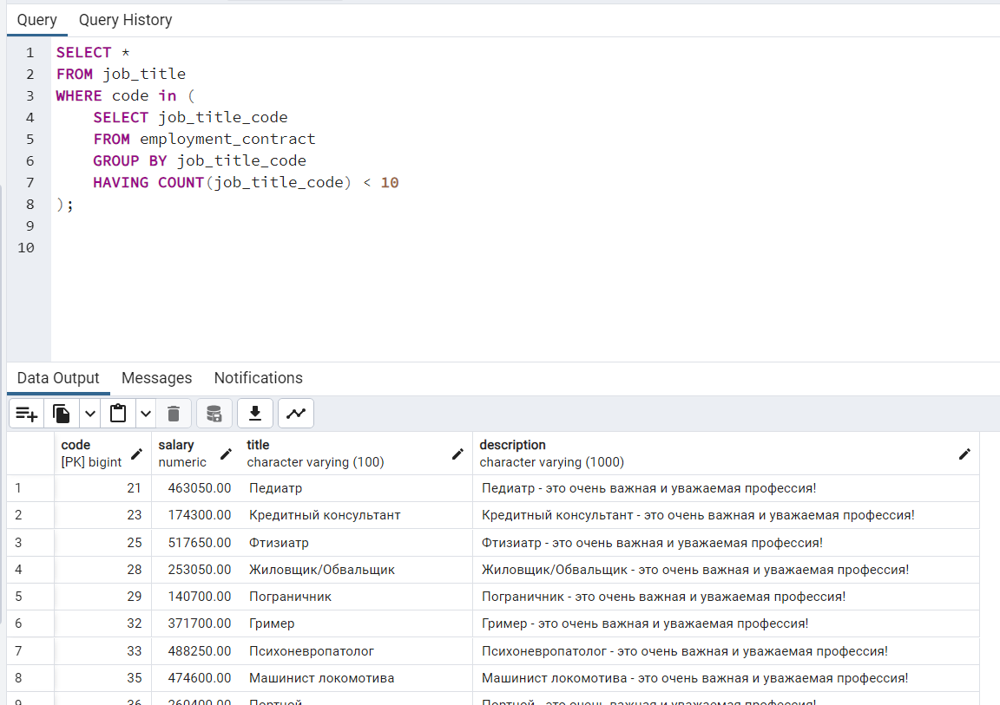 Query Query History
1 SELECT *
2 FROM job_title
3 WHERE code in (
4 SELECT job_title_code
5 FROM employment_contract
6 GROUP BY job_title_code
7 HAVING COUNT(job_title_code) < 10
8 );
9
10
Data Output Messages Notifications
code salary title description
[PK] bigint numeric character varying (100) character varying (1000)
1 21 463050.00 Педиатр Педиатр - это очень важная и уважаемая профессия!
2 23 174300.00 Кредитный консультант Кредитный консультант - это очень важная и уважаемая профессия!
3 25 517650.00 Фтизиатр Фтизиатр - это очень важная и уважаемая профессия!
4 28 253050.00 Жиловщик/Обвальщик Жиловщик/Обвальщик - это очень важная и уважаемая профессия!
5 29 140700.00 Пограничник Пограничник - это очень важная и уважаемая профессия!
6 32 371700.00 Гример Гример - это очень важная и уважаемая профессия!
7 33 488250.00 Психоневропатолог Психоневропатолог - это очень важная и уважаемая профессия!
8 35 474600.00 Машинист локомотива Машинист локомотива - это очень важная и уважаемая профессия!
9 36 260400.00 Портной Портной - это очень важная и уважаемая профессия!